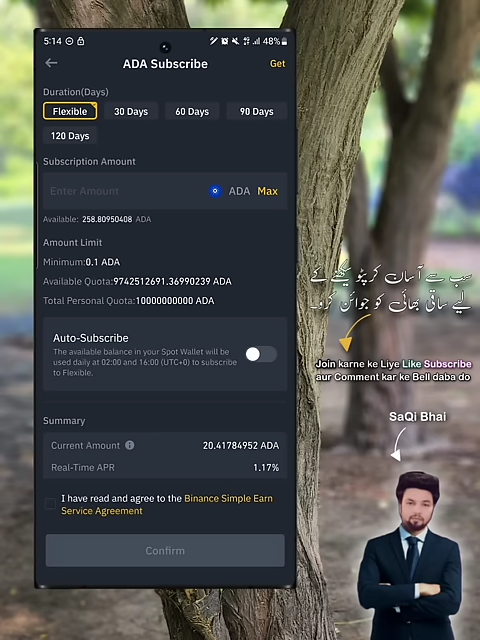 5:14
48%
ADA Subscribe
Get
Duration(Days)
Flexible
30 Days
60 Days
90 Days
120 Days
Subscription Amount
Enter Amount
ADA
Max
Available: 258.80950408 ADA
Amount Limit
Minimum:0.1 ADA
Available Quota:9742512691.36990239 ADA
Total Personal Quota:10000000000 ADA
Auto-Subscribe
The available balance in your Spot Wallet will be
used daily at 02:00 and 16:00 (UTC+0) to subscribe
to Flexible.
Summary
Current Amount
20.41784952 ADA
Real-Time APR
1.17%
I have read and agree to the Binance Simple Earn
Service Agreement
Confirm
سب سے آسان کرپٹو سیکھنے کے
لیے ساقی بھائی کو جوائن کرو۔
Join karne ke Liye Like Subscribe
aur Comment kar ke Bell daba do
SaQi Bhai